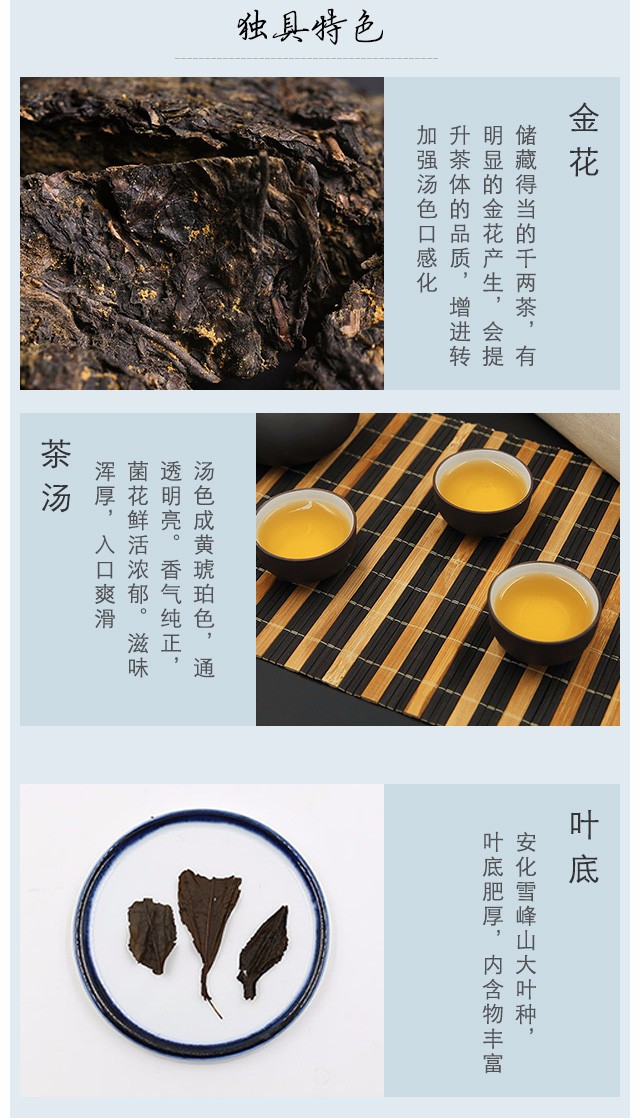 独具特色
金花
储藏得当的千两茶，有
明显的金花产生，会提
升茶体的品质，增进转
加强汤色口感化
茶汤
汤色成黄琥珀色，通
透明亮。香气纯正，
菌花鲜活浓郁。滋味
浑厚，入口爽滑
叶底
安化雪峰山大叶种，
叶底肥厚，内含物丰富